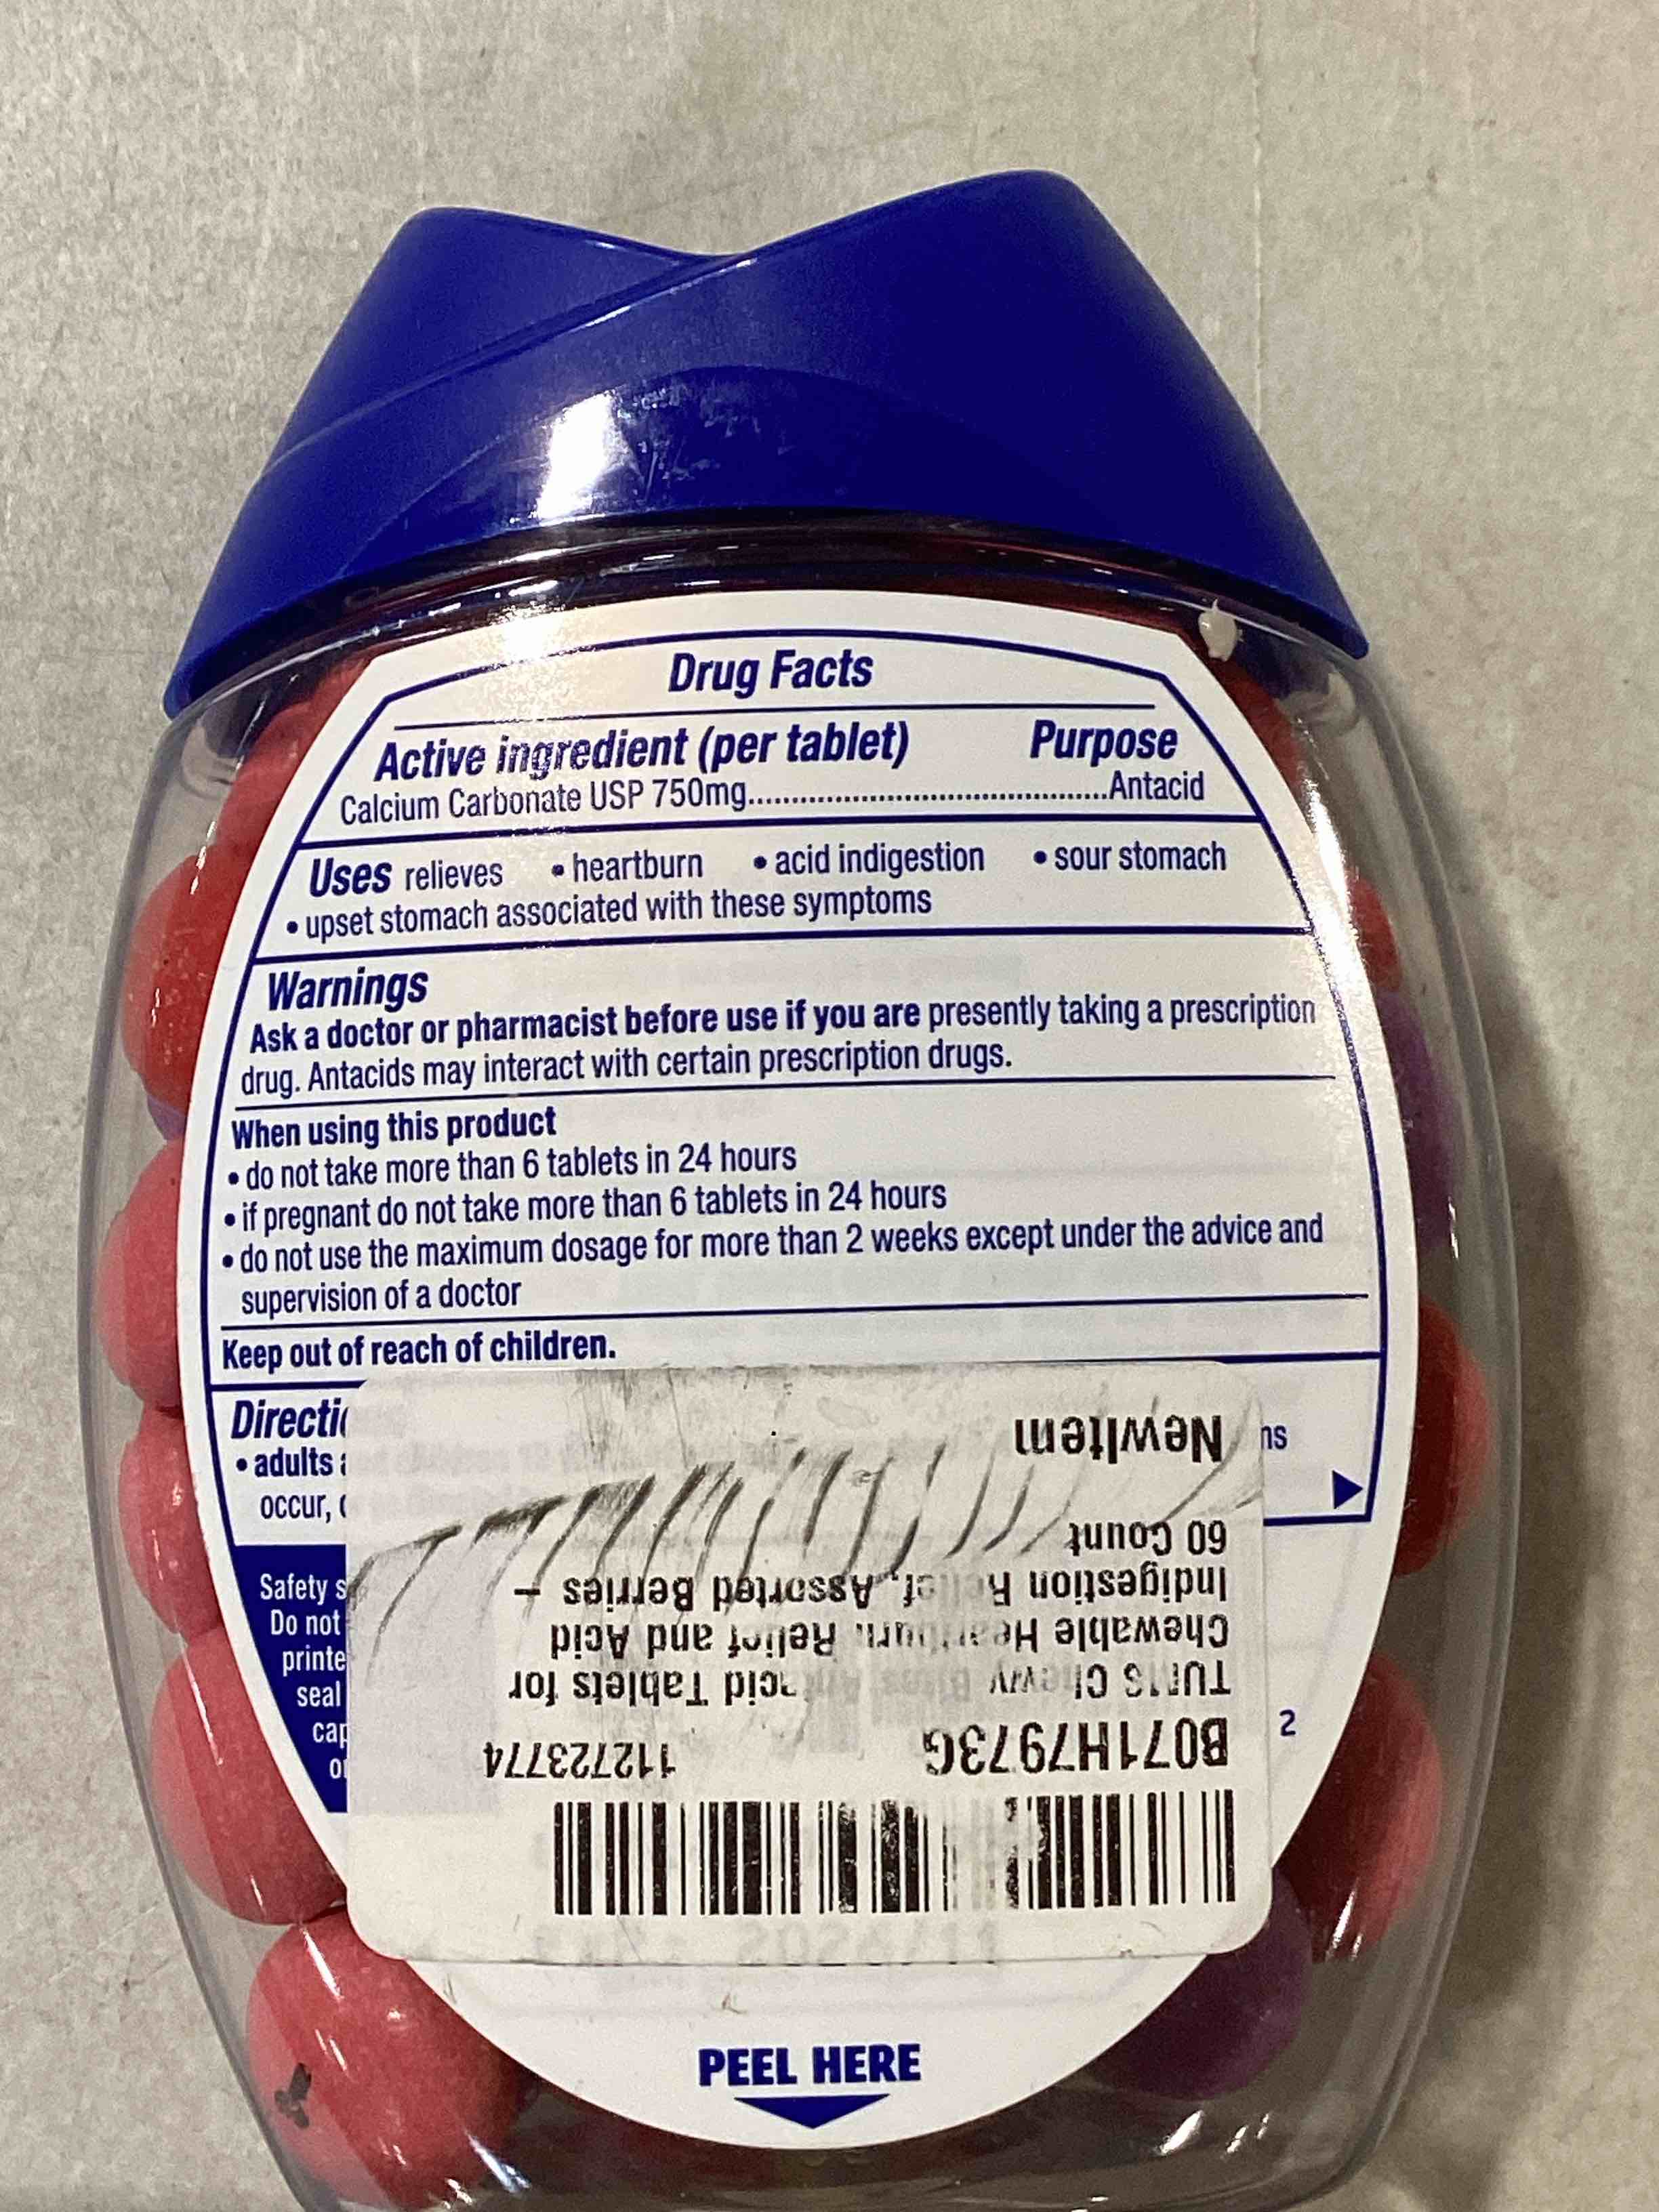 Drug Facts
Active ingredient (per tablet) Purpose
Calcium Carbonate USP 750mg..........................................Antacid
Uses relieves • heartburn • acid indigestion • sour stomach
• upset stomach associated with these symptoms
Warnings
Ask a doctor or pharmacist before use if you are presently taking a prescription
drug. Antacids may interact with certain prescription drugs.
When using this product
• do not take more than 6 tablets in 24 hours
• if pregnant do not take more than 6 tablets in 24 hours
• do not use the maximum dosage for more than 2 weeks except under the advice and
supervision of a doctor
Keep out of reach of children.
• adults
occur,
Safety
Do not
seal
2
B071H7973G 112723774
TUMS Chewy Bites Antacid Tablets for
Chewable Heartburn Relief and Acid
Indigestion Relief, Assorted Berries -
60 Count
NewItem
PEEL HERE